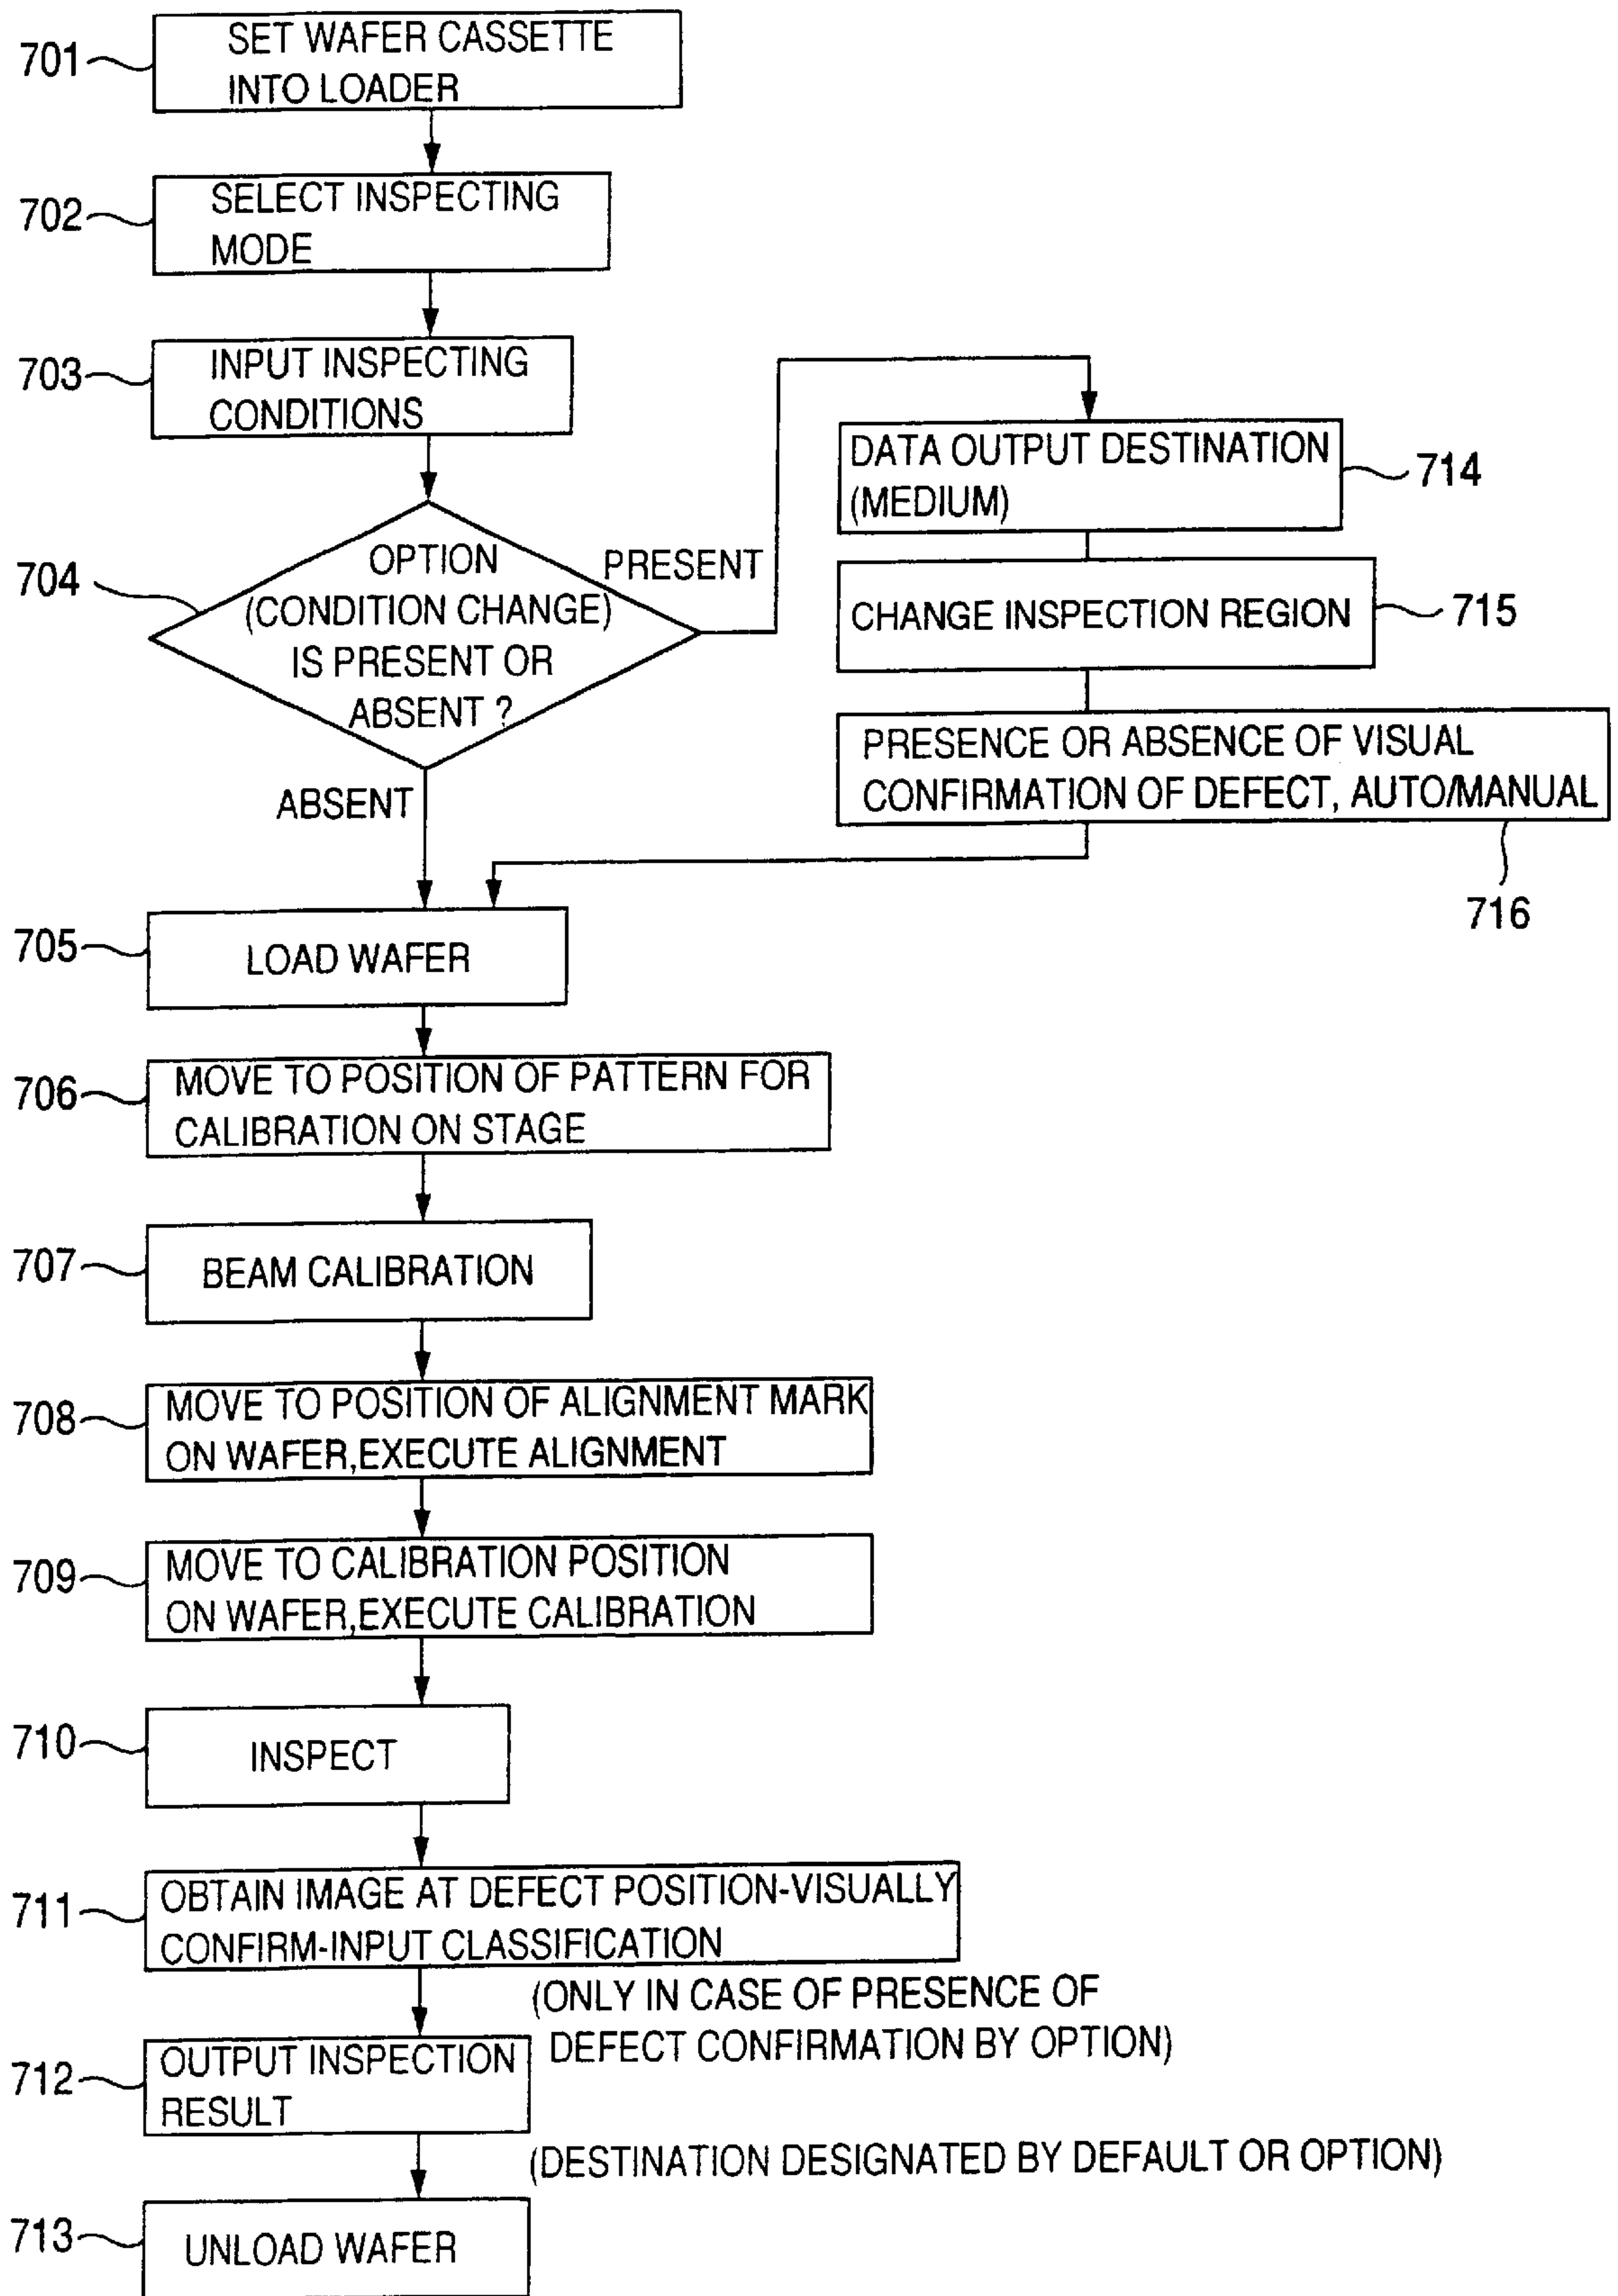 701
SET WAFER CASSETTE
INTO LOADER
702
SELECT INSPECTING
MODE
703
INPUT INSPECTING
CONDITIONS
704
OPTION
(CONDITION CHANGE)
IS PRESENT OR
ABSENT ?
PRESENT
ABSENT
DATA OUTPUT DESTINATION
(MEDIUM)
714
CHANGE INSPECTION REGION
715
PRESENCE OR ABSENCE OF VISUAL
CONFIRMATION OF DEFECT, AUTO/MANUAL
716
705
LOAD WAFER
706
MOVE TO POSITION OF PATTERN FOR
CALIBRATION ON STAGE
707
BEAM CALIBRATION
708
MOVE TO POSITION OF ALIGNMENT MARK
ON WAFER,EXECUTE ALIGNMENT
709
MOVE TO CALIBRATION POSITION
ON WAFER,EXECUTE CALIBRATION
710
INSPECT
711
OBTAIN IMAGE AT DEFECT POSITION-VISUALLY
CONFIRM-INPUT CLASSIFICATION
(ONLY IN CASE OF PRESENCE OF
DEFECT CONFIRMATION BY OPTION)
712
OUTPUT INSPECTION
RESULT
(DESTINATION DESIGNATED BY DEFAULT OR OPTION)
713
UNLOAD WAFER